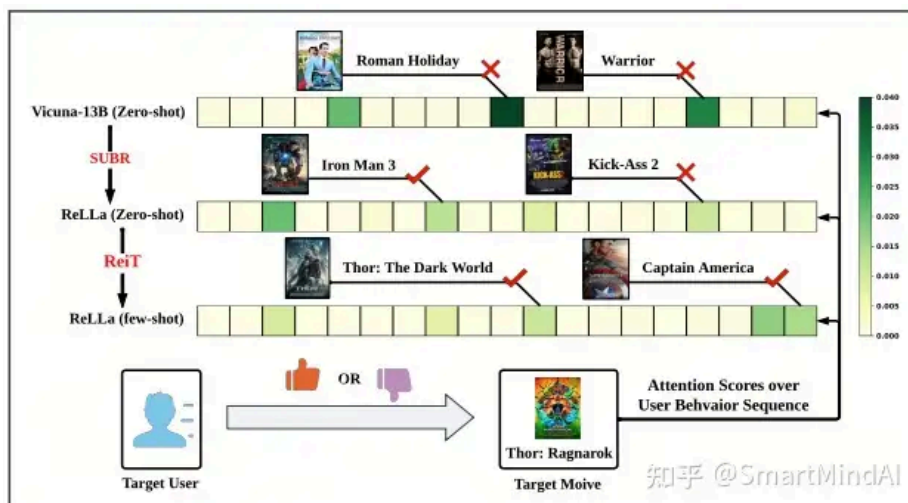 Roman Holiday
Warrior
WARRIOR
Vicuna-13B (Zero-shot)
SUBR
Iron Man 3
Kick-Ass 2
KICK-ASS
ReLLa (Zero-shot)
ReiT
Thor: The Dark World
Captain America
ReLLa (few-shot)
0.040
0.035
0.030
0.025
0.020
0.015
0.010
0.005
0.000
OR
Attention Scores over
User Behvaior Sequence
Thor: Ragnarok
Target User
Target Moive
知乎 @SmartMindAI